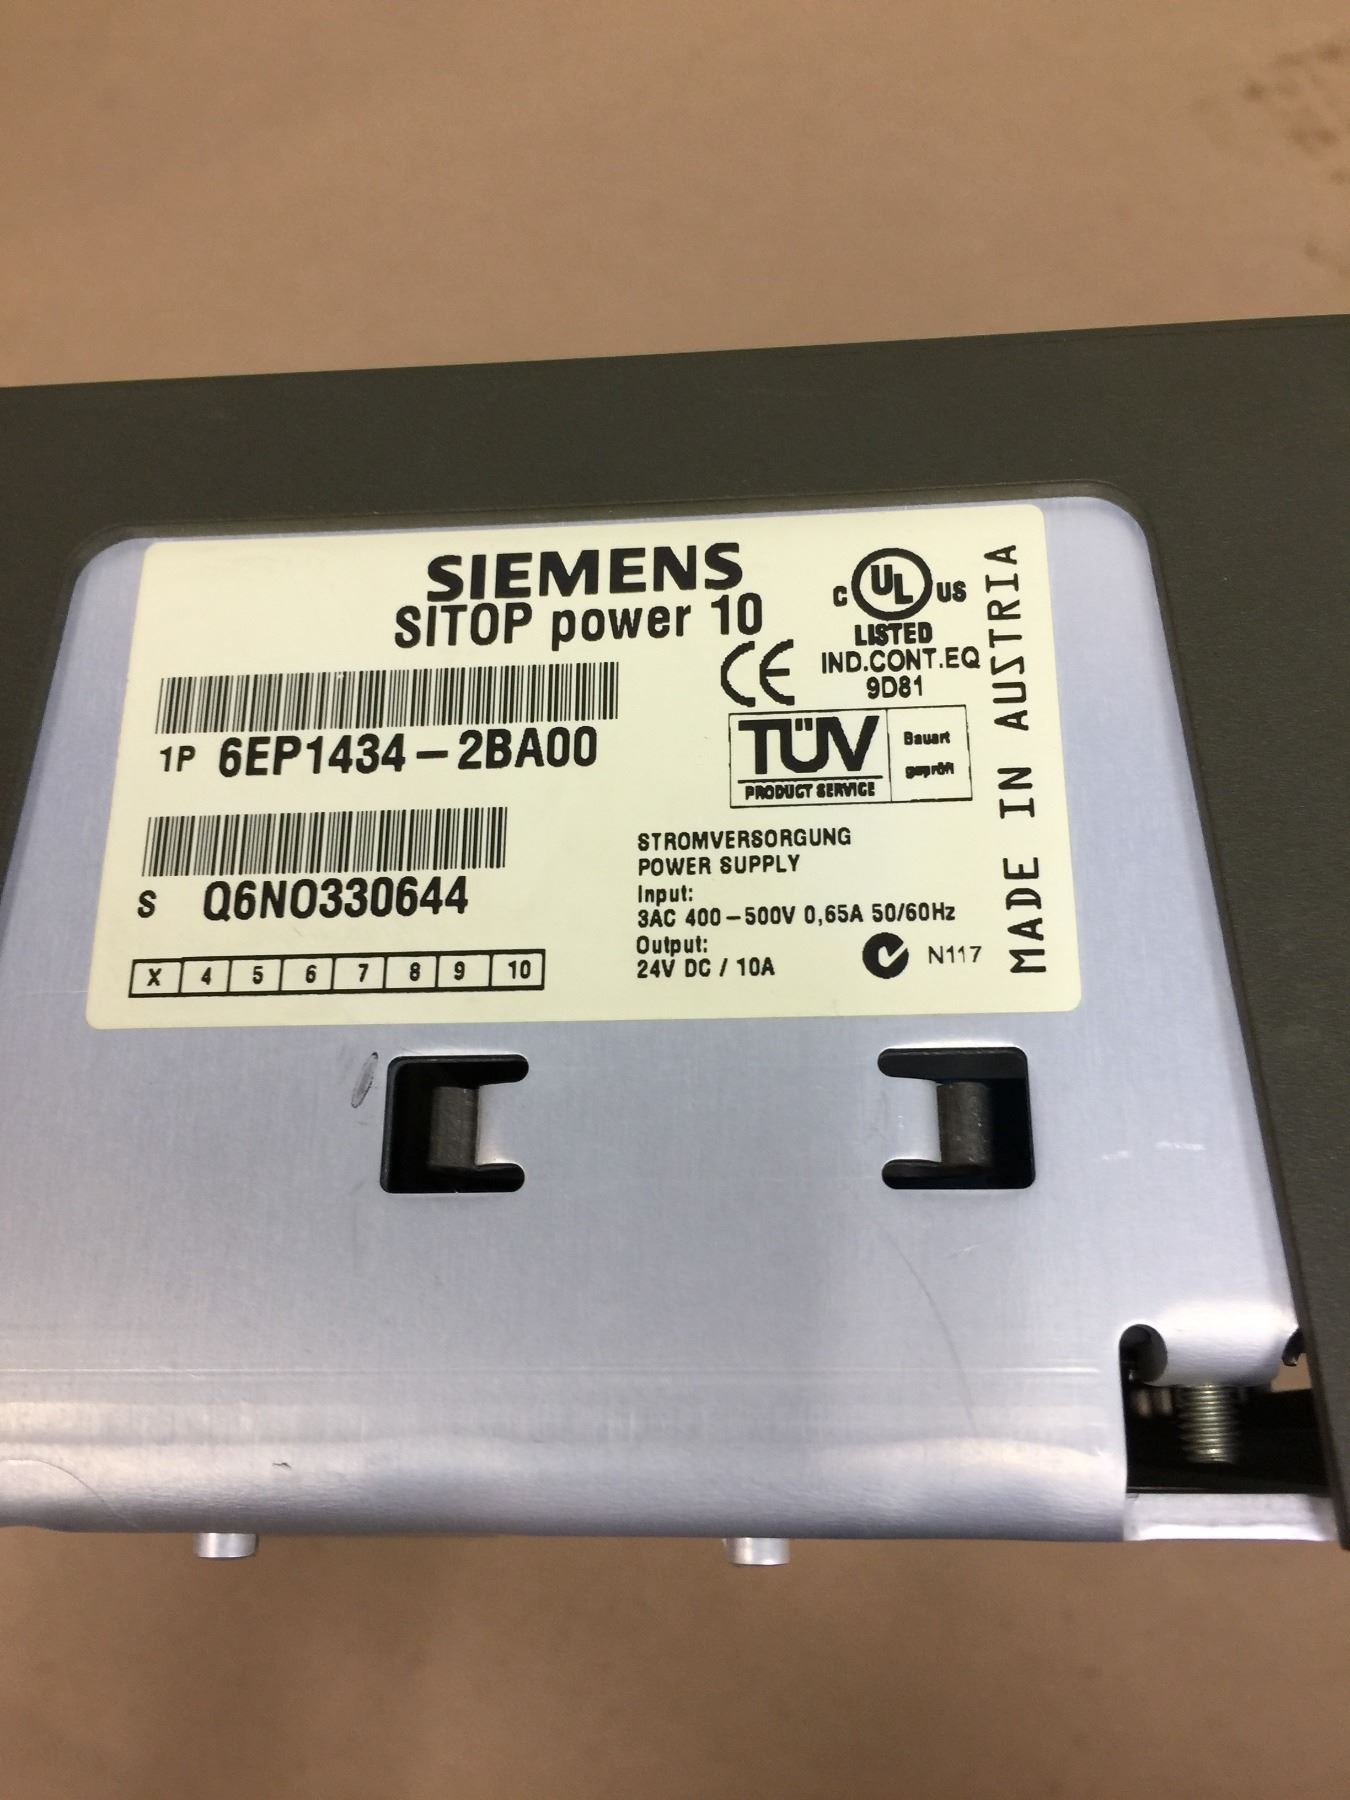 SIEMENS
SITOP power 10
1P 6EP1434-2BA00
S Q6N0330644
X 4 5 6 7 8 9 10
C UL US
LISTED
IND.CONT.EQ
9D81
CE
TÜV
PRODUCT SERVICE
Bauart
geprüft
STROMVERSORGUNG
POWER SUPPLY
Input:
3AC 400-500V 0,65A 50/60Hz
Output:
24V DC / 10A
N117
MADE IN AUSTRIA